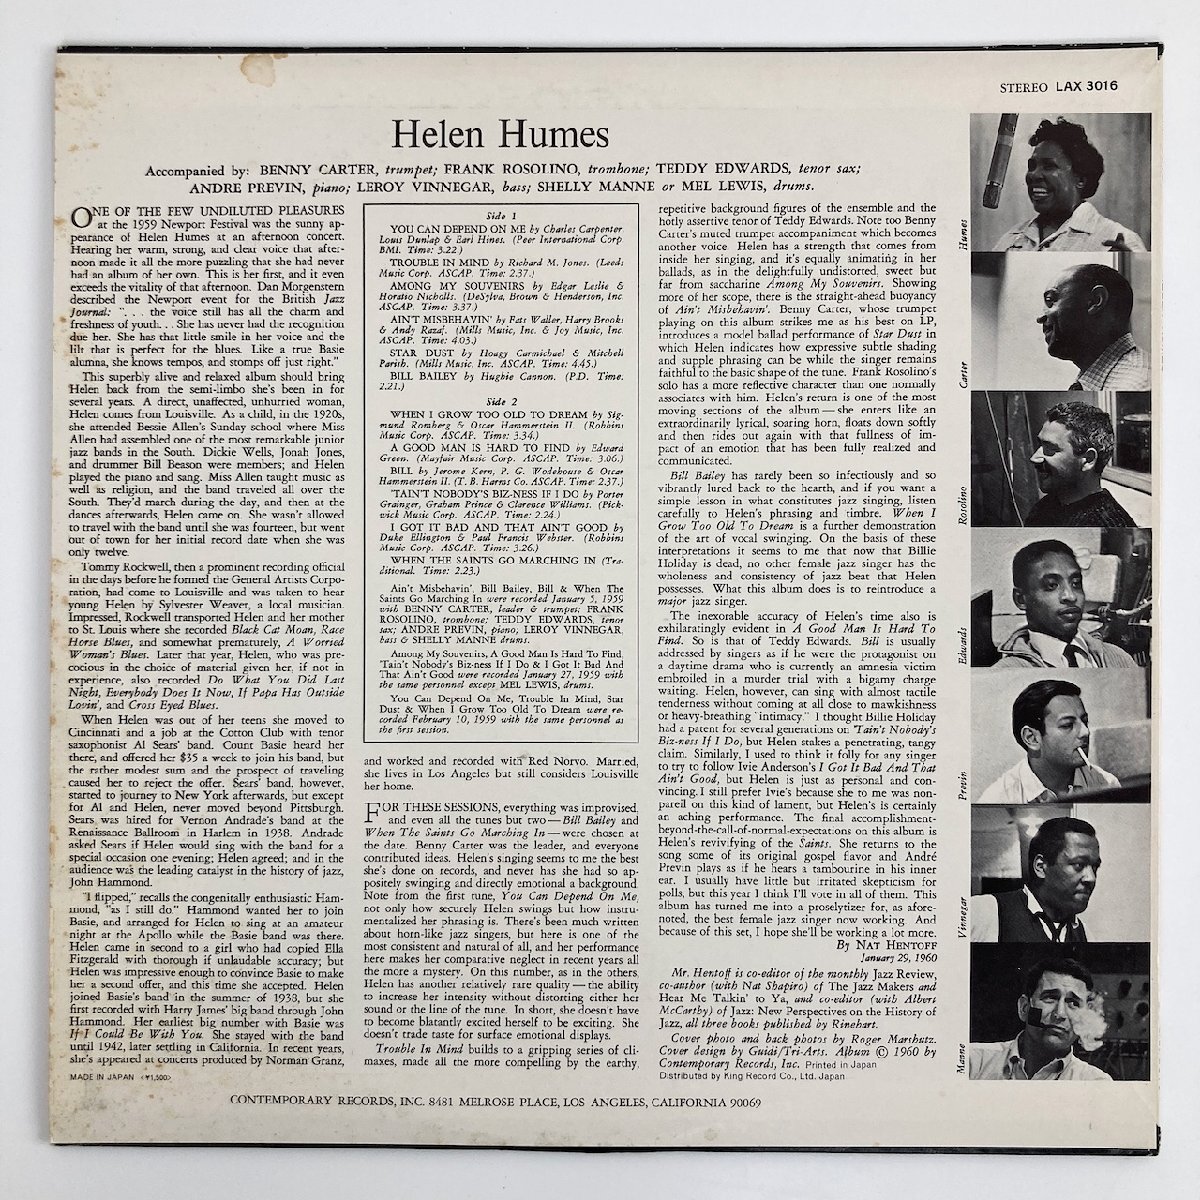 STEREO LAX 3016
Helen Humes
Accompanied by: BENNY CARTER, trumpet; FRANK ROSOLINO, trombone; TEDDY EDWARDS, tenor sax;
ANDRE PREVIN, piano; LEROY VINNEGAR, bass; SHELLY MANNE or MEL LEWIS, drums.
ONE OF THE FEW UNDILUTED PLEASURES
at the 1959 Newport Festival was the sunny ap-
pearance of Helen Humes at an afternoon concert.
Hearing her warm, strong, and clear voice that after-
noon made it all the more puzzling that she had never
had an album of her own. This is her first, and it even
exceeds the vitality of that afternoon. Dan Morgenstern
described the Newport event for the British Jazz
Journal: ". . . the voice still has all the charm and
freshness of youth. . . She has never had the recognition
due her. She has that little smile in her voice and the
lilt that is perfect for the blues. Like a true Basie
alumna, she knows tempos, and stomps off just right."
This superbly alive and relaxed album should bring
Helen back from the semi-limbo she's been in for
several years. A direct, unaffected, unhurried woman,
Helen comes from Louisville. As a child, in the 1920s,
she attended Bessie Allen's Sunday school where Miss
Allen had assembled one of the most remarkable junior
jazz bands in the South. Dickie Wells, Jonah Jones,
and drummer Bill Beason were members; and Helen
played the piano and sang. Miss Allen taught music as
well as religion, and the band traveled all over the
South. They'd march during the day, and then at the
dances afterwards, Helen came on. She wasn't allowed
to travel with the band until she was fourteen, but went
out of town for her initial record date when she was
only twelve.
Tommy Rockwell, then a prominent recording official
in the days before he formed the General Artists Corpo-
ration, had come to Louisville and was taken to hear
young Helen by Sylvester Weaver, a local musician.
Impressed, Rockwell transported Helen and her mother
to St. Louis where she recorded Black Cat Moan, Race
Horse Blues, and somewhat prematurely, A Worried
Woman's Blues. Later that year, Helen, who was pre-
cocious in the choice of material given her, if not in
experience, also recorded Do What You Did Last
Night, Everybody Does It Now, If Papa Has Outside
Lovin', and Cross Eyed Blues.
When Helen was out of her teens she moved to
Cincinnati and a job at the Cotton Club with tenor
saxophonist Al Sears' band. Count Basie heard her
there, and offered her $35 a week to join his band, but
the rather modest sum and the prospect of traveling
caused her to reject the offer. Sears' band, however,
started to journey to New York afterwards, but except
for Al and Helen, never moved beyond Pittsburgh.
Sears was hired for Vernon Andrade's band at the
Renaissance Ballroom in Harlem in 1938. Andrade
asked Sears if Helen would sing with the band for a
special occasion one evening; Helen agreed; and in the
audience was the leading catalyst in the history of jazz,
John Hammond.
"I flipped," recalls the congenitally enthusiastic Ham-
mond, "as I still do" Hammond wanted her to join
Basie, and arranged for Helen to sing at an amateur
night at the Apollo while the Basie band was there.
Helen came in second to a girl who had copied Ella
Fitzgerald with thorough if unlaudable accuracy; but
Helen was impressive enough to convince Basie to make
her a second offer, and this time she accepted. Helen
joined Basie's band in the summer of 1938, but she
first recorded with Harry James' big band through John
Hammond. Her earliest big number with Basie was
If I Could Be With You. She stayed with the band
until 1942, later settling in California. In recent years,
she's appeared at concerts produced by Norman Granz,
MADE IN JAPAN <¥1,500>
Side 1
YOU CAN DEPEND ON ME by Charles Carpenter
Louis Dunlap & Earl Hines. (Peer International Corp
BMI. Time: 3.22)
TROUBLE IN MIND by Richard M. Jones. (Leeds
Music Corp. ASCAP. Time: 2.37.)
AMONG MY SOUVENIRS by Edgar Leslie &
Horatio Nicholls. (DeSylva, Brown & Henderson, Inc
ASCAP. Time: 3.37.)
AIN'T MISBEHAVIN' by Fats Waller, Harry Brooks
& Andy Razaf. (Mills Music, Inc. & Joy Music, Inc.
ASCAP. Time: 4.03.)
STAR DUST by Hoagy Carmichael & Mitchell
Parish. (Mills Music Inc. ASCAP. Time: 4.45.)
BILL BAILEY by Hughie Cannon. (P.D. Time.
2.21.)
Side 2
WHEN I GROW TOO OLD TO DREAM by Sig-
mund Romberg & Oscar Hammerstein II. (Robbins
Music Corp. ASCAP. Time: 3.34.)
A GOOD MAN IS HARD TO FIND by Edward
Green. (Mayfair Music Corp. ASCAP. Time: 3.06.)
BILL by Jerome Kern, P. G. Wodehouse & Oscar
Hammerstein II. (T. B. Harms Co. ASCAP. Time: 2.37.)
'TAIN'T NOBODY'S BIZ-NESS IF I DO by Porter
Grainger, Graham Prince & Clarence Williams. (Pick-
wick Music Corp. ASCAP. Time: 2.24.)
I GOT IT BAD AND THAT AIN'T GOOD by
Duke Ellington & Paul Francis Webster. (Robbins
Music Corp. ASCAP. Time: 3.26.)
WHEN THE SAINTS GO MARCHING IN (Tra-
ditional. Time: 2.23.)
Ain't Misbehavin', Bill Bailey, Bill & When The
Saints Go Marching In were recorded January 5, 1959
with BENNY CARTER, leader & trumpet; FRANK
ROSOLINO, trombone; TEDDY EDWARDS, tenor
sax; ANDRE PREVIN, piano, LEROY VINNEGAR,
bass & SHELLY MANNE drums.
Among My Souvenirs, A Good Man Is Hard To Find,
'Tain't Nobody's Biz-ness If I Do & I Got It Bad And
That Ain't Good were recorded January 27, 1959 with
the same personnel except MEL LEWIS, drums.
You Can Depend On Me, Trouble In Mind, Star
Dust & When I Grow Too Old To Dream were re-
corded February 10, 1959 with the same personnel as
the first session.
and worked and recorded with Red Norvo. Married,
she lives in Los Angeles but still considers Louisville
her home.
FOR THESE SESSIONS, everything was improvised,
and even all the tunes but two—Bill Bailey and
When The Saints Go Marching In—were chosen at
the date. Benny Carter was the leader, and everyone
contributed ideas. Helen's singing seems to me the best
she's done on records, and never has she had so ap-
positely swinging and directly emotional a background
Note from the first tune, You Can Depend On Me,
not only how securely Helen swings but how instru-
mentalized her phrasing is. There's been much written
about horn-like jazz singers, but here is one of the
most consistent and natural of all, and her performance
here makes her comparative neglect in recent years all
the more a mystery. On this number, as in the others,
Helen has another relatively rare quality—the ability
to increase her intensity without distorting either her
sound or the line of the tune. In short, she doesn't have
to become blatantly excited herself to be exciting. She
doesn't trade taste for surface emotional displays.
Trouble In Mind builds to a gripping series of cli-
maxes, made all the more compelling by the earthy,
repetitive background figures of the ensemble and the
hotly assertive tenor of Teddy Edwards. Note too Benny
Carter's muted trumpet accompaniment which becomes
another voice. Helen has a strength that comes from
inside her singing, and it's equally animating in her
ballads, as in the delightfully undistorted, sweet but
far from saccharine Among My Souvenirs. Showing
more of her scope, there is the straight-ahead buoyancy
of Ain't Misbehavin'. Benny Carter, whose trumpet
playing on this album strikes me as his best on LP,
introduces a model ballad performance of Star Dust in
which Helen indicates how expressive subtle shading
and supple phrasing can be while the singer remains
faithful to the basic shape of the tune. Frank Rosolino's
solo has a more reflective character than one normally
associates with him. Helen's return is one of the most
moving sections of the album—she enters like an
extraordinarily lyrical, soaring horn, floats down softly
and then rides out again with that fullness of im-
pact of an emotion that has been fully realized and
communicated.
Bill Bailey has rarely been so infectiously and so
vibrantly lured back to the hearth, and if you want a
simple lesson in what constitutes jazz singing, listen
carefully to Helen's phrasing and timbre. When I
Grow Too Old To Dream is a further demonstration
of the art of vocal swinging. On the basis of these
interpretations it seems to me that now that Billie
Holiday is dead, no other female jazz singer has the
wholeness and consistency of jazz beat that Helen
possesses. What this album does is to reintroduce a
major jazz singer.
The inexorable accuracy of Helen's time also is
exhilaratingly evident in A Good Man Is Hard To
Find. So is that of Teddy Edwards. Bill is usually
addressed by singers as if he were the protagonist on
a daytime drama who is currently an amnesia victim
embroiled in a murder trial with a bigamy charge
waiting. Helen, however, can sing with almost tactile
tenderness without coming at all close to mawkishness
or heavy-breathing "intimacy." I thought Billie Holiday
had a patent for several generations on 'Tain't Nobody's
Biz-ness If I Do, but Helen stakes a penetrating, tangy
claim. Similarly, I used to think it folly for any singer
to try to follow Ivie Anderson's I Got It Bad And That
Ain't Good, but Helen is just as personal and con-
vincing. I still prefer Ivie's because she to me was non-
pareil on this kind of lament, but Helen's is certainly
an aching performance. The final accomplishment-
beyond-the-call-of-normal-expectations on this album is
Helen's revivifying of the Saints. She returns to the
song some of its original gospel flavor and André
Previn plays as if he hears a tambourine in his inner
ear. I usually have little but irritated skepticism for
polls, but this year I think I'll vote in all of them. This
album has turned me into a proselytizer for, as afore-
noted, the best female jazz singer now working. And
because of this set, I hope she'll be working a lot more.
By NAT HENTOFF
January 29, 1960
Mr. Hentoff is co-editor of the monthly Jazz Review,
co-author (with Nat Shapiro) of The Jazz Makers and
Hear Me Talkin' to Ya, and co-editor (with Albert
McCarthy) of Jazz: New Perspectives on the History of
Jazz, all three books published by Rinehart.
Cover photo and back photos by Roger Marshutz.
Cover design by Guidi/Tri-Arts. Album © 1960 by
Contemporary Records, Inc. Printed in Japan
Distributed by King Record Co., Ltd. Japan
Humes
Carter
Rosolino
Edwards
Previn
Vinnegar
Manne
CONTEMPORARY RECORDS, INC. 8481 MELROSE PLACE, LOS ANGELES, CALIFORNIA 90069